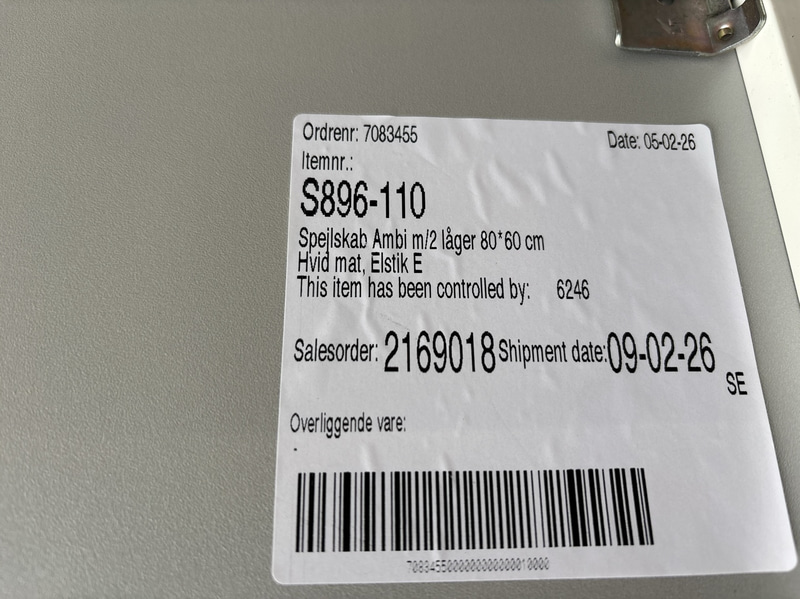 Ordrenr: 7083455 Date: 05-02-26
Itemnr.:
S896-110
Spejlskab Ambi m/2 låger 80*60 cm
Hvid mat, Elstik E
This item has been controlled by: 6246
Salesorder: 2169018 Shipment date: 09-02-26
SE
Overliggende vare:
.